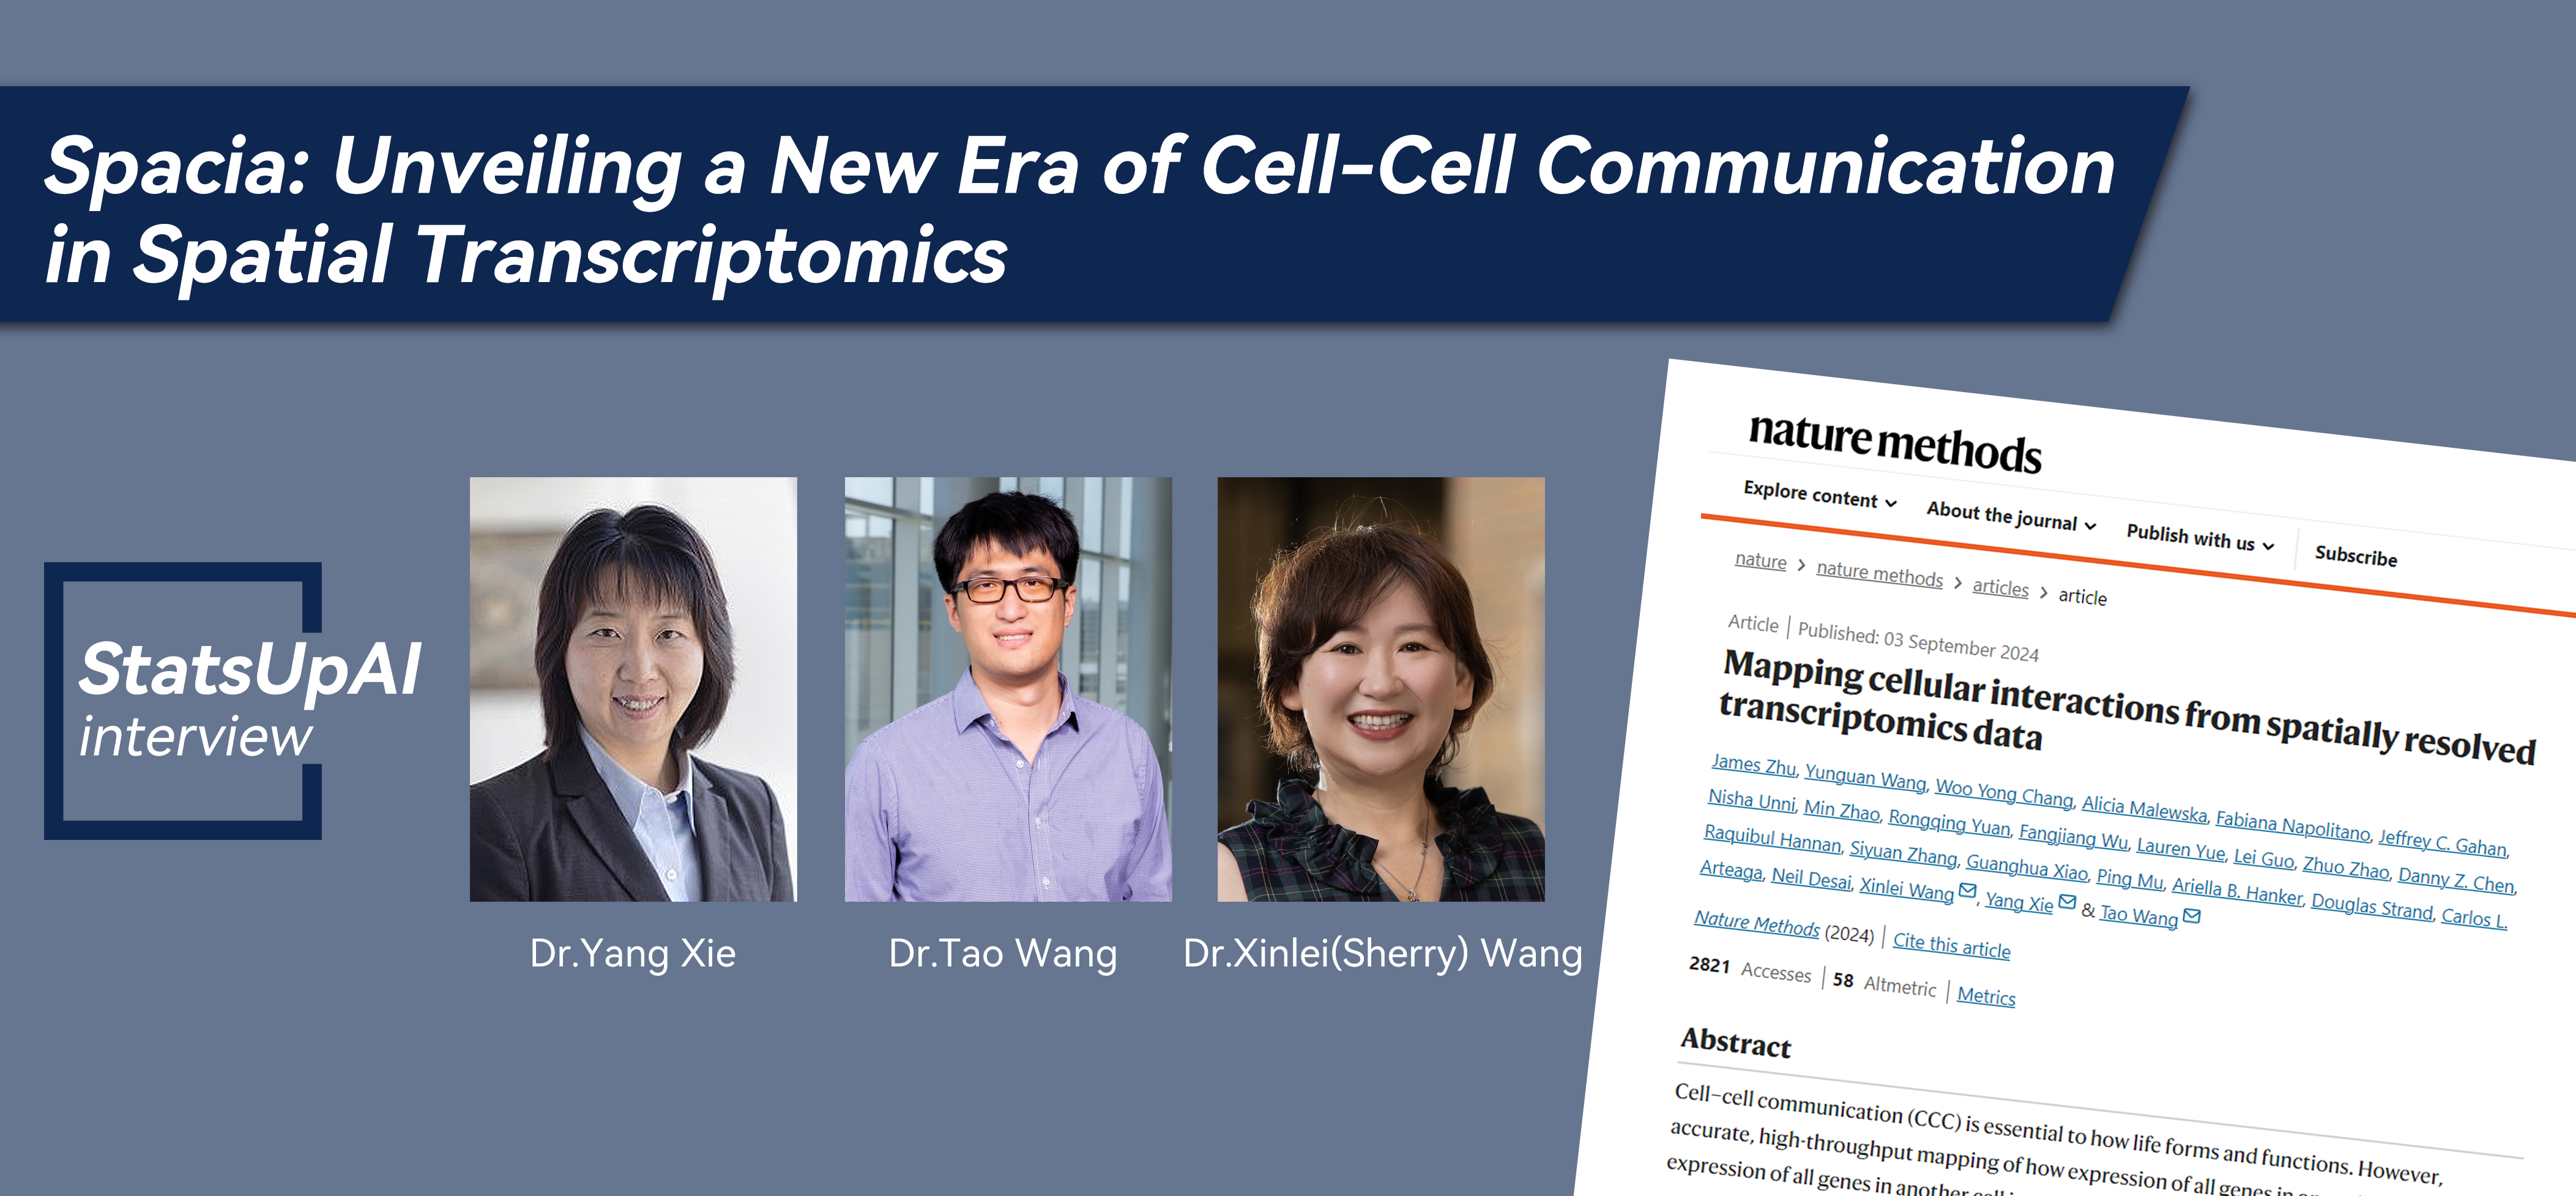 Spacia: Unveiling a New Era of Cell-Cell Communication
in Spatial Transcriptomics
StatsUpAI
interview
Dr.Yang Xie
Dr.Tao Wang
Dr.Xinlei(Sherry) Wang
nature methods
Explore content About the journal Publish with us Subscribe
nature > nature methods > articles > article
Article | Published: 03 September 2024
Mapping cellular interactions from spatially resolved
transcriptomics data
James Zhu, Yunguan Wang, Woo Yong Chang, Alicia Malewska, Fabiana Napolitano, Jeffrey C. Gahan,
Nisha Unni, Min Zhao, Rongqing Yuan, Fangjiang Wu, Lauren Yue, Lei Guo, Zhuo Zhao, Danny Z. Chen,
Raquibul Hannan, Siyuan Zhang, Guanghua Xiao, Ping Mu, Ariella B. Hanker, Douglas Strand, Carlos L.
Arteaga, Neil Desai, Xinlei Wang, Yang Xie & Tao Wang
Nature Methods (2024) | Cite this article
2821 Accesses | 58 Altmetric | Metrics
Abstract
Cell–cell communication (CCC) is essential to how life forms and functions. However,
accurate, high-throughput mapping of how expression of all genes in
expression of all genes in another cell